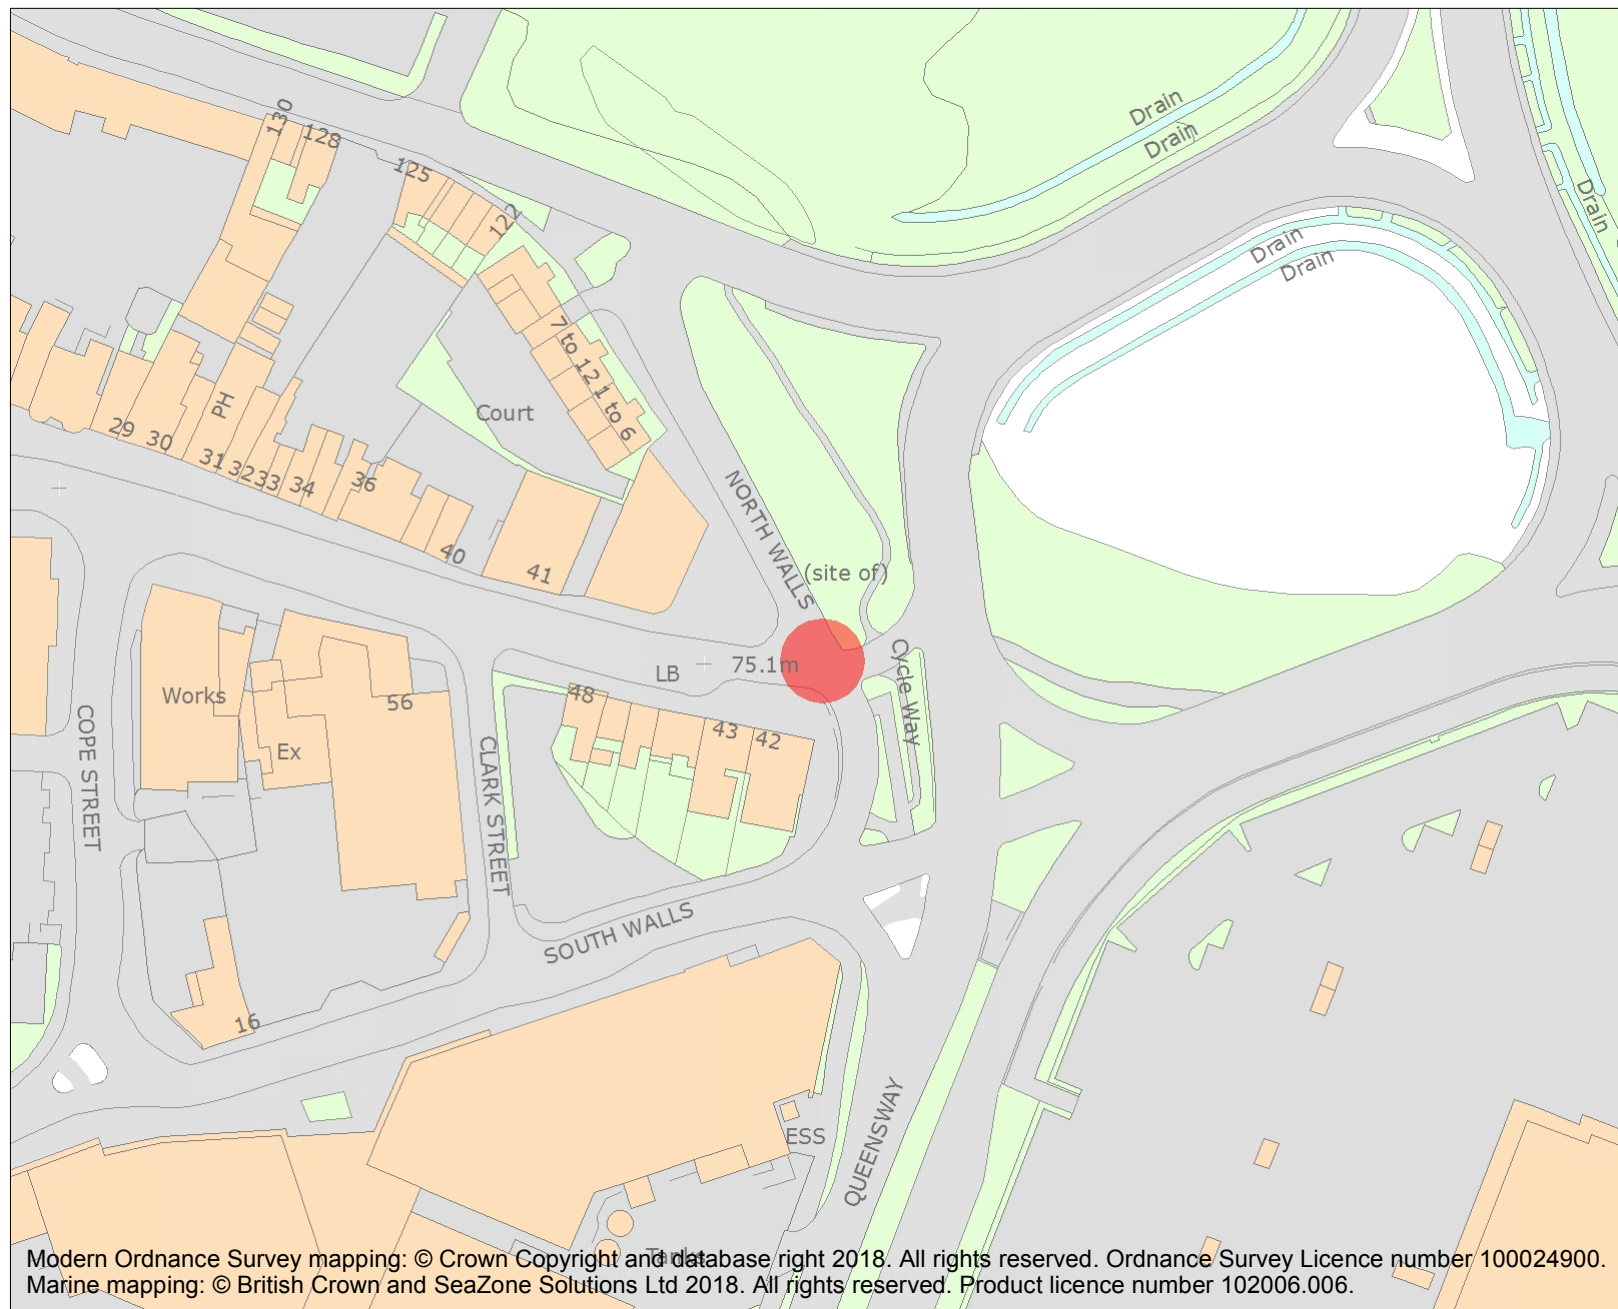 130
128
125
122
Drain
Drain
Drain
Drain
Drain
7 to 12
1 to 6
Court
PH
29
30
31
32
33
34
36
40
41
NORTH WALLS
(site of)
Cycle Way
LB
75.1m
48
43
42
Works
56
Ex
COPE STREET
CLARK STREET
SOUTH WALLS
16
ESS
QUEENSWAY
Tanks
Modern Ordnance Survey mapping: © Crown Copyright and database right 2018. All rights reserved. Ordnance Survey Licence number 100024900.
Marine mapping: © British Crown and SeaZone Solutions Ltd 2018. All rights reserved. Product licence number 102006.006.